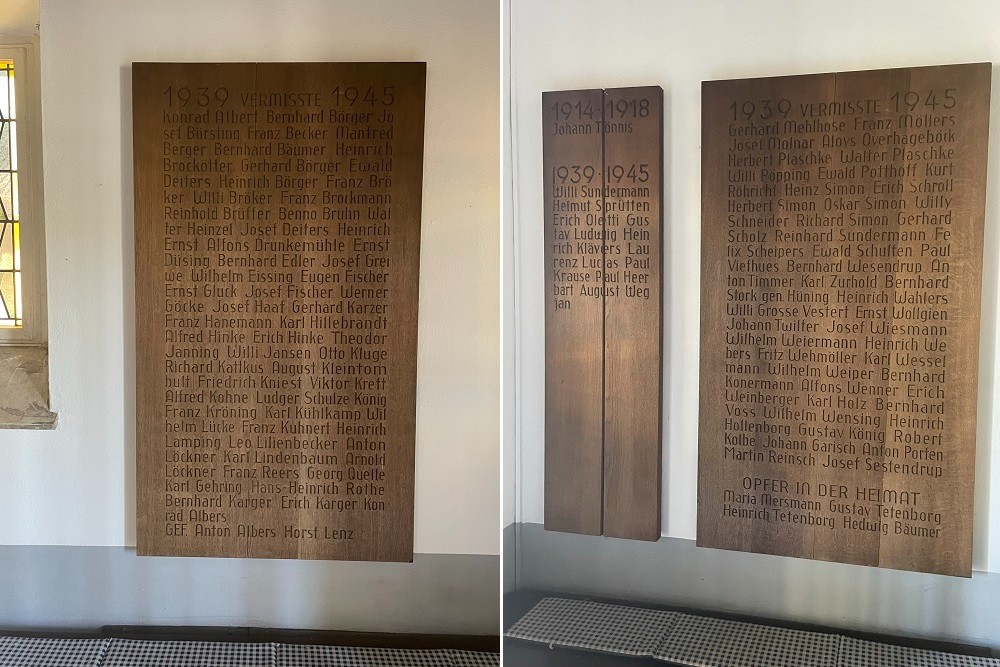 1939 VERMISSTE 1945
Konrad Albert Bernhard Börger Jo
sef Börsting Franz Becker Manfred
Berger Bernhard Bäumer Heinrich
Brockötter Gerhard Börger Ewald
Deiters Heinrich Börger Franz Brö
ker Willi Bröker Franz Brockmann
Reinhold Brüffer Benno Bruhn Wal
ter Heinzel Josef Deiters Heinrich
Ernst Alfons Drunkemühle Ernst
Düsing Bernhard Edler Josef Grei
we Wilhelm Eissing Eugen Fischer
Ernst Glück Josef Fischer Werner
Göcke Josef Haaf Gerhard Karzer
Franz Hanemann Karl Hillebrandt
Alfred Hinke Erich Hinke Theodor
Janning Willi Jansen Otto Kluge
Richard Katlkus August Kleintom
bult Friedrich Kniest Viktor Krett
Alfred Kohne Ludger Schulze König
Franz Kröning Karl Kühlkamp Wil
helm Lücke Franz Kuhnert Heinrich
Lamping Leo Lilienbecker Anton
Löckner Karl Lindenbaum Arnold
Löckner Franz Reers Georg Quelle
Karl Gehring Hans-Heinrich Rothe
Bernhard Karger Erich Karger Kon
rad Albers
GEF. Anton Albers Horst Lenz
1914-1918
Johann Tönnis
1939-1945
Willi Sundermann
Helmut Sprütten
Erich Oletti Gus
tav Ludwig Hein
rich Klävers Lau
renz Lucas Paul
Krause Paul Heer
bart August Weg
jan
1939 VERMISSTE 1945
Gerhard Mehlhose Franz Möllers
Josef Molnar Aloys Overhageböck
Herbert Plaschke Walter Plaschke
Willi Pöpping Ewald Potthoff Kurt
Röhricht Heinz Simon Erich Schroll
Herbert Simon Oskar Simon Willy
Schneider Richard Simon Gerhard
Scholz Reinhard Sundermann Fe
lix Scheipers Ewald Schuften Paul
Viefhues Bernhard Wesendrup An
ton Timmer Karl Zurhold Bernhard
Stork gen. Hüning Heinrich Wahlers
Willi Grosse Vestert Ernst Wollgien
Johann Twilfer Josef Wiesmann
Wilhelm Weiermann Heinrich We
bers Fritz Wehmöller Karl Wessel
mann Wilhelm Weiper Bernhard
Konermann Alfons Wenner Erich
Weinberger Karl Holz Bernhard
Voss Wilhelm Wensing Heinrich
Hollenborg Gustav König Robert
Kolbe Johann Garisch Anton Porten
Martin Reinsch Josef Sestendrup
OPFER IN DER HEIMAT
Maria Mersmann Gustav Tetenborg
Heinrich Tetenborg Hedwig Bäumer